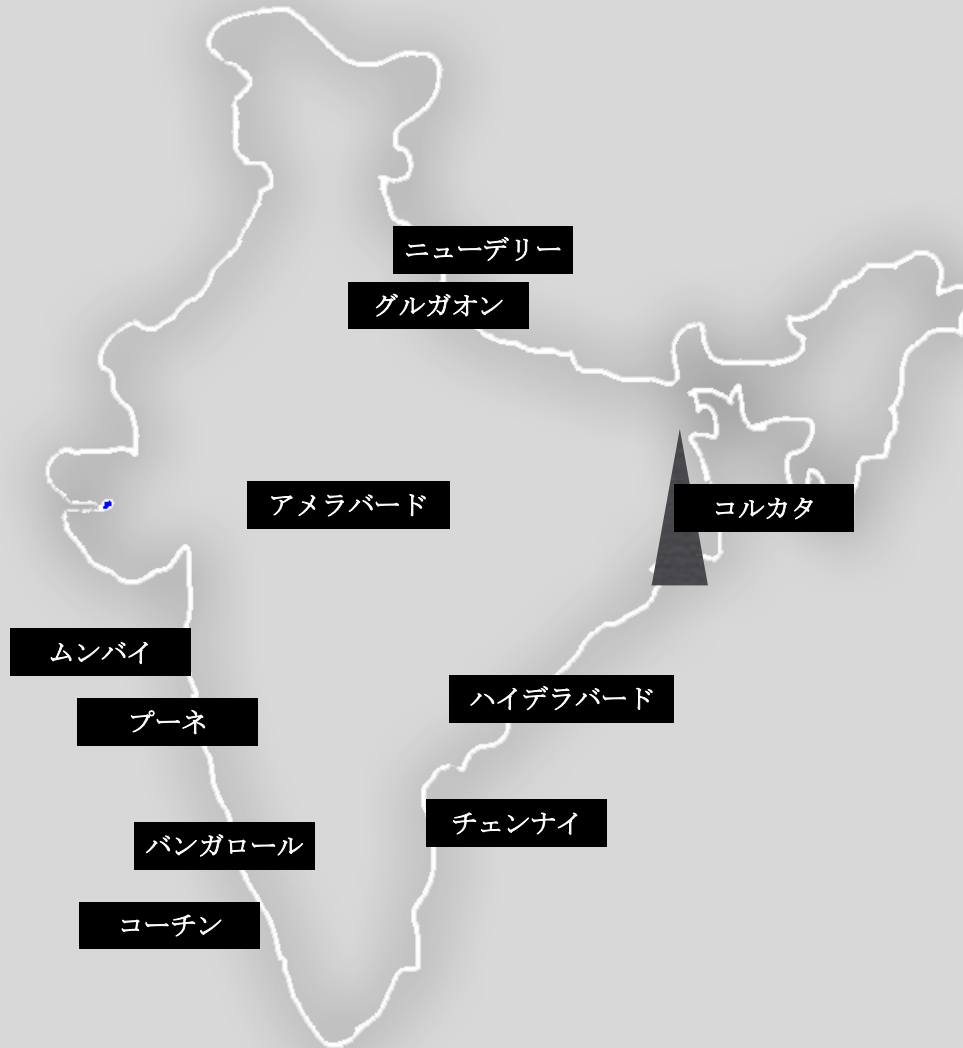 ニューデリー
グルガオン
アメラバード
コルカタ
ムンバイ
ハイデラバード
プーネ
チェンナイ
バンガロール
コーチン